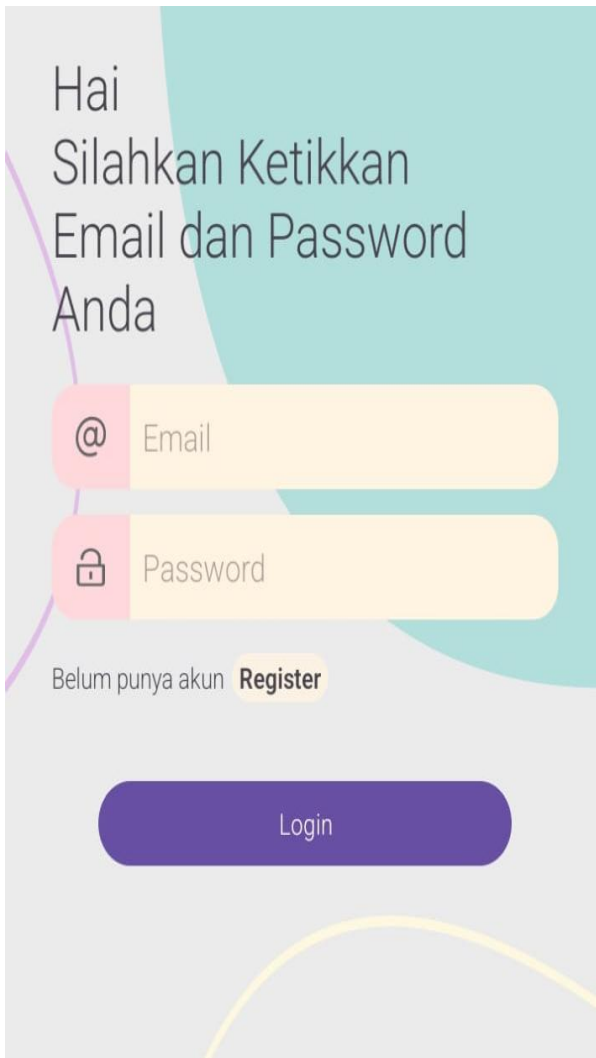 Hai
Silahkan Ketikkan
Email dan Password
Anda
@ Email
Password
Belum punya akun Register
Login